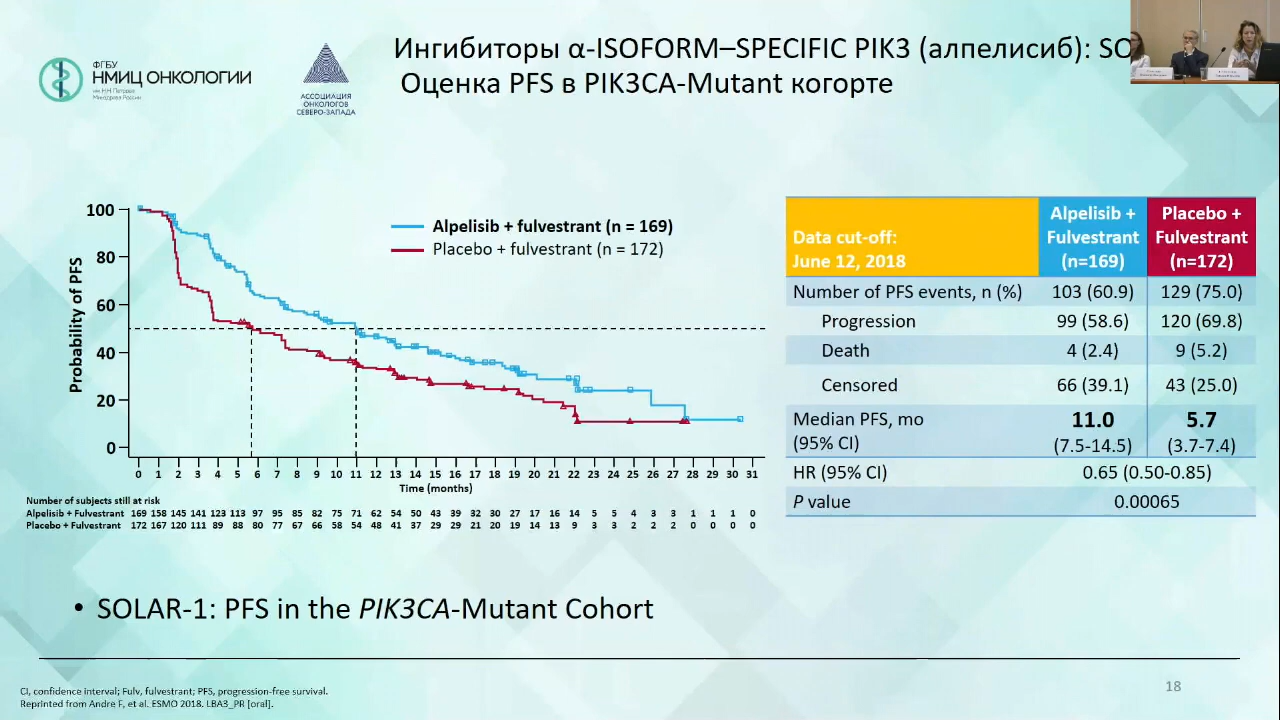 ФГБУ
НМИЦ ОНКОЛОГИИ
им. Н.Н. Петрова
Минздрава России
АССОЦИАЦИЯ
ОНКОЛОГОВ
СЕВЕРО-ЗАПАДА
Ингибиторы α-ISOFORM–SPECIFIC PIK3 (алпелисиб): SO
Оценка PFS в PIK3CA-Mutant когорте
Probability of PFS
100
80
60
40
20
0
Alpelisib + fulvestrant (n = 169)
Placebo + fulvestrant (n = 172)
0 1 2 3 4 5 6 7 8 9 10 11 12 13 14 15 16 17 18 19 20 21 22 23 24 25 26 27 28 29 30 31
Time (months)
Number of subjects still at risk
Alpelisib + Fulvestrant 169 158 145 141 123 113 97 95 85 82 75 71 62 54 50 43 39 32 30 27 17 16 14 5 5 4 3 3 1 1 1 0
Placebo + Fulvestrant 172 167 120 111 89 88 80 77 67 66 58 54 48 41 37 29 29 21 20 19 14 13 9 3 3 2 2 2 0 0 0 0
Data cut-off:
June 12, 2018
Alpelisib +
Fulvestrant
(n=169)
Placebo +
Fulvestrant
(n=172)
Number of PFS events, n (%) 103 (60.9) 129 (75.0)
Progression 99 (58.6) 120 (69.8)
Death 4 (2.4) 9 (5.2)
Censored 66 (39.1) 43 (25.0)
Median PFS, mo 11.0 5.7
(95% CI) (7.5-14.5) (3.7-7.4)
HR (95% CI) 0.65 (0.50-0.85)
P value 0.00065
• SOLAR-1: PFS in the PIK3CA-Mutant Cohort
CI, confidence interval; Fulv, fulvestrant; PFS, progression-free survival.
Reprinted from Andre F, et al. ESMO 2018. LBA3_PR [oral].
18